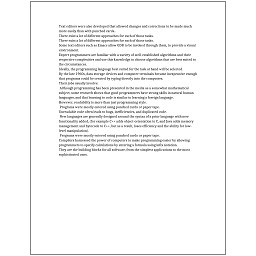 Text editors were also developed that allowed changes and corrections to be made much
more easily than with punched cards.
There exist a lot of different approaches for each of those tasks.
There exist a lot of different approaches for each of those tasks.
Some text editors such as Emacs allow GDB to be invoked through them, to provide a visual
environment.
Expert programmers are familiar with a variety of well-established algorithms and their
respective complexities and use this knowledge to choose algorithms that are best suited to
the circumstances.
Ideally, the programming language best suited for the task at hand will be selected.
By the late 1960s, data storage devices and computer terminals became inexpensive enough
that programs could be created by typing directly into the computers.
Their jobs usually involve:
Although programming has been presented in the media as a somewhat mathematical
subject, some research shows that good programmers have strong skills in natural human
languages, and that learning to code is similar to learning a foreign language.
However, readability is more than just programming style.
Programs were mostly entered using punched cards or paper tape.
Unreadable code often leads to bugs, inefficiencies, and duplicated code.
New languages are generally designed around the syntax of a prior language with new
functionality added, (for example C++ adds object-orientation to C, and Java adds memory
management and bytecode to C++, but as a result, loses efficiency and the ability for low-
level manipulation).
Programs were mostly entered using punched cards or paper tape.
Compilers harnessed the power of computers to make programming easier by allowing
programmers to specify calculations by entering a formula using infix notation.
They are the building blocks for all software, from the simplest applications to the most
sophisticated ones.